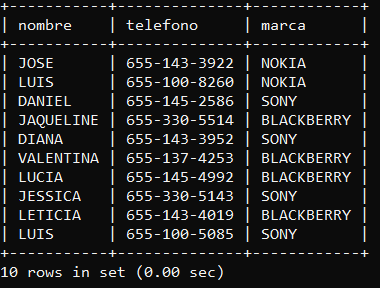 +-----------+--------------+------------+
| nombre    | telefono     | marca      |
+-----------+--------------+------------+
| JOSE      | 655-143-3922 | NOKIA      |
| LUIS      | 655-100-8260 | NOKIA      |
| DANIEL    | 655-145-2586 | SONY       |
| JAQUELINE | 655-330-5514 | BLACKBERRY |
| DIANA     | 655-143-3952 | SONY       |
| VALENTINA | 655-137-4253 | BLACKBERRY |
| LUCIA     | 655-145-4992 | BLACKBERRY |
| JESSICA   | 655-330-5143 | SONY       |
| LETICIA   | 655-143-4019 | BLACKBERRY |
| LUIS      | 655-100-5085 | SONY       |
+-----------+--------------+------------+
10 rows in set (0.00 sec)